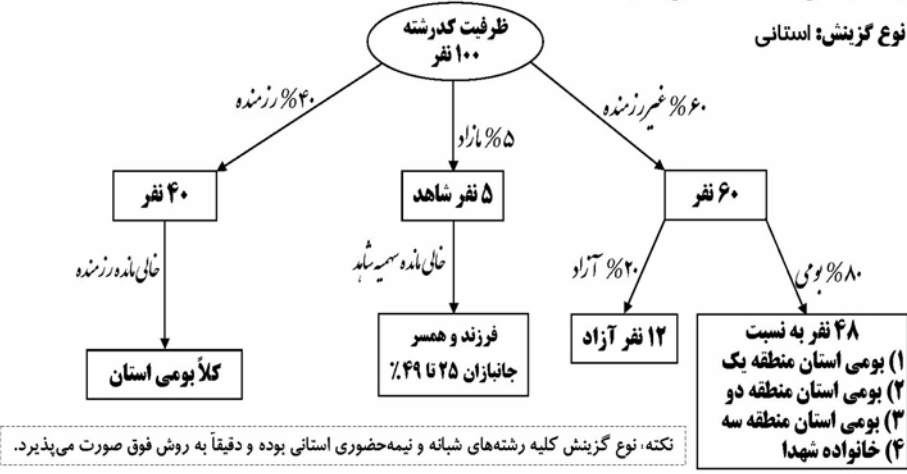 نوع گزینش: استانی
ظرفیت کدرشته
۱۰۰ نفر
۶۰% غیررزمنده
۵% مازاد
۴۰% رزمنده
۶۰ نفر
۵ نفر شاهد
۴۰ نفر
۸۰% بومی
۲۰% آزاد
خالی مانده سهمیه شاهد
خالی مانده رزمنده
۴۸ نفر به نسبت
۱) بومی استان منطقه یک
۲) بومی استان منطقه دو
۳) بومی استان منطقه سه
۴) خانواده شهدا
۱۲ نفر آزاد
فرزند و همسر
جانبازان ۲۵ تا ۴۹٪
کلاً بومی استان
نکته: نوع گزینش کلیه رشته‌های شبانه و نیمه‌حضوری استانی بوده و دقیقاً به روش فوق صورت می‌پذیرد.